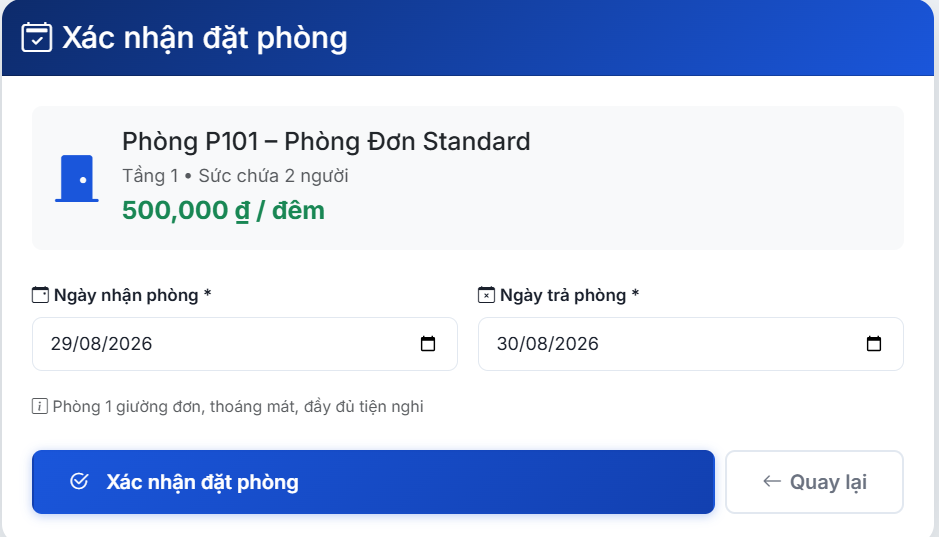 Xác nhận đặt phòng
Phòng P101 – Phòng Đơn Standard
Tầng 1 • Sức chứa 2 người
500,000 ₫ / đêm
Ngày nhận phòng *
Ngày trả phòng *
29/08/2026
30/08/2026
Phòng 1 giường đơn, thoáng mát, đầy đủ tiện nghi
Xác nhận đặt phòng
Quay lại